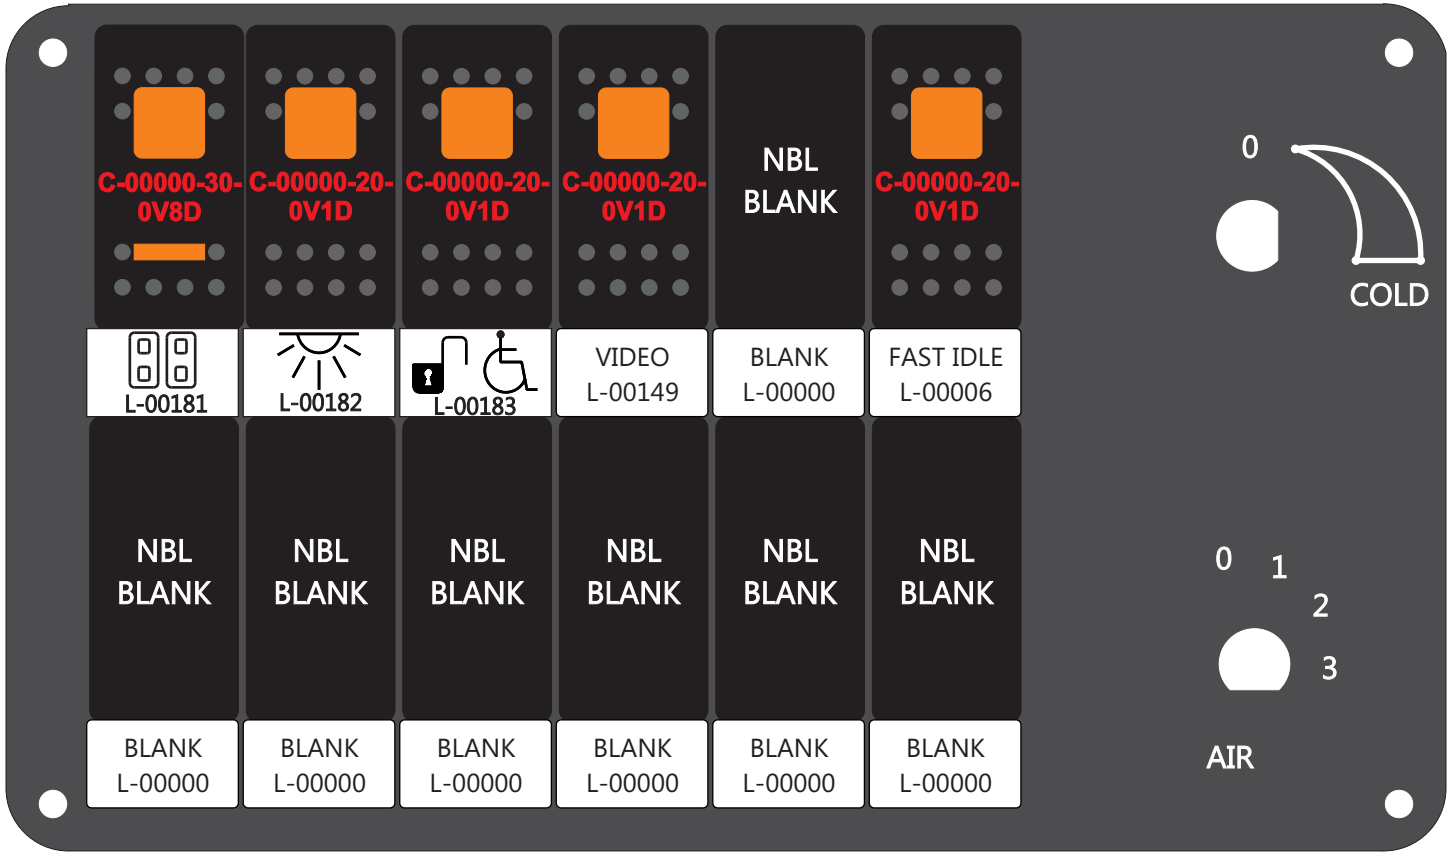 C-00000-30-
0V8D
C-00000-20-
0V1D
C-00000-20-
0V1D
C-00000-20-
0V1D
NBL
BLANK
C-00000-20-
0V1D
0
COLD
L-00181
L-00182
L-00183
VIDEO
L-00149
BLANK
L-00000
FAST IDLE
L-00006
NBL
BLANK
NBL
BLANK
NBL
BLANK
NBL
BLANK
NBL
BLANK
NBL
BLANK
0
1
2
3
AIR
BLANK
L-00000
BLANK
L-00000
BLANK
L-00000
BLANK
L-00000
BLANK
L-00000
BLANK
L-00000